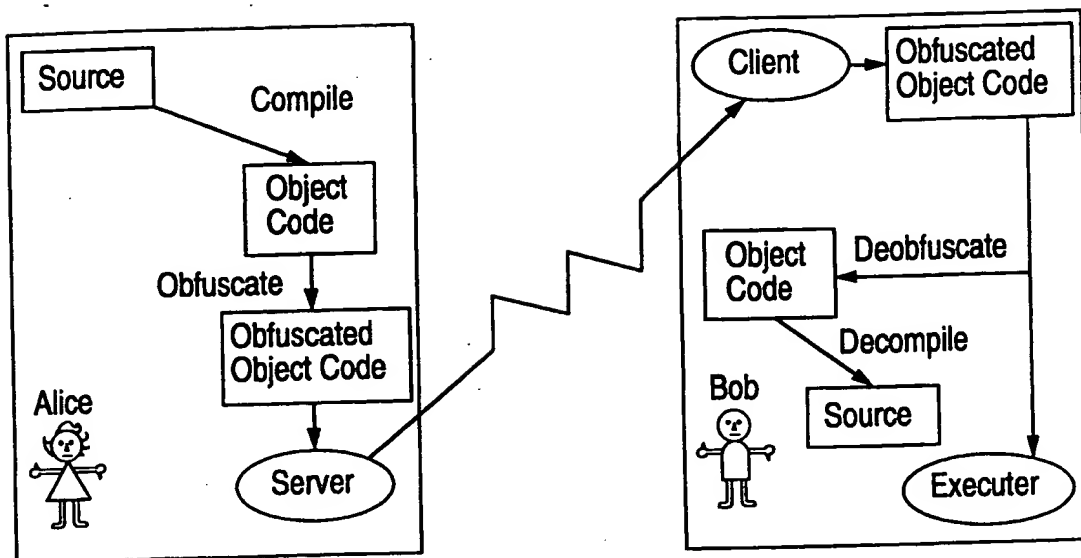 Source
Compile
Object
Code
Obfuscate
Obfuscated
Object Code
Alice
Server
Client
Obfuscated
Object Code
Object
Code
Deobfuscate
Decompile
Bob
Source
Executer